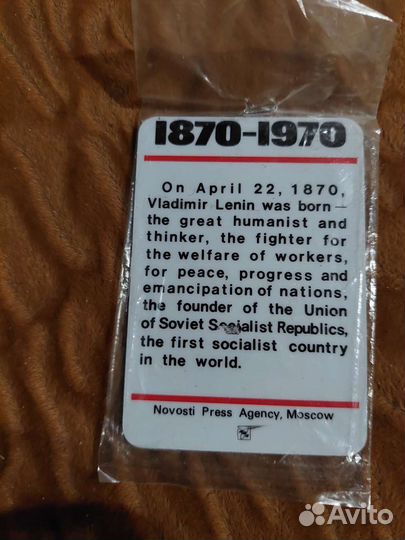 1870-1970
On April 22, 1870,
Vladimir Lenin was born —
the great humanist and
thinker, the fighter for
the welfare of workers,
for peace, progress and
emancipation of nations,
the founder of the Union
of Soviet Socialist Republics,
the first socialist country
in the world.
Novosti Press Agency, Moscow
Avito